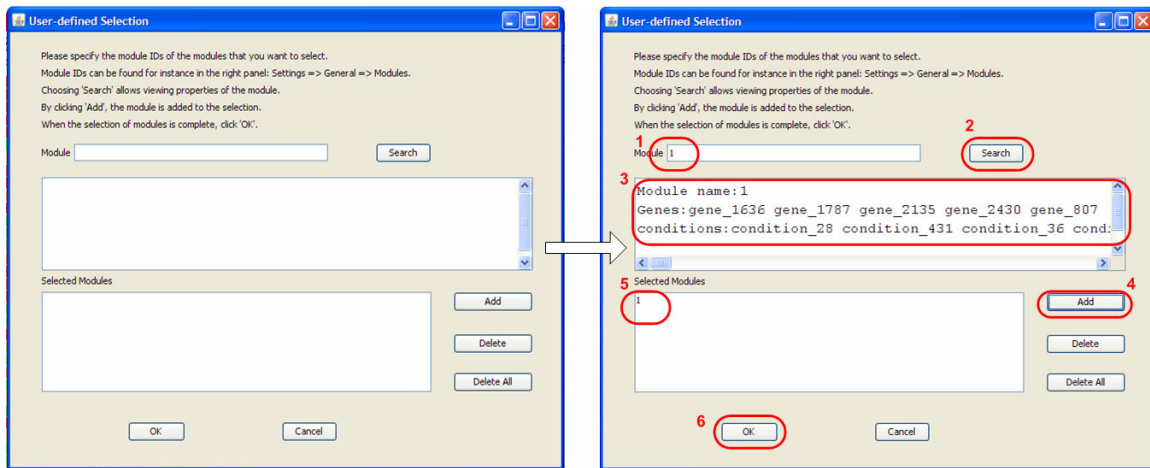 User-defined Selection
Please specify the module IDs of the modules that you want to select.
Module IDs can be found for instance in the right panel: Settings => General => Modules.
Choosing 'Search' allows viewing properties of the module.
By clicking 'Add', the module is added to the selection.
When the selection of modules is complete, click 'OK'.
Module
Search
Selected Modules
Add
Delete
Delete All
OK
Cancel
User-defined Selection
Please specify the module IDs of the modules that you want to select.
Module IDs can be found for instance in the right panel: Settings => General => Modules.
Choosing 'Search' allows viewing properties of the module.
By clicking 'Add', the module is added to the selection.
When the selection of modules is complete, click 'OK'.
1
2
Module 1
Search
3
Module name:1
Genes:gene_1636 gene_1787 gene_2135 gene_2430 gene_807
conditions:condition_28 condition_431 condition_36 cond
5
Selected Modules
4
1
Add
Delete
Delete All
6
OK
Cancel